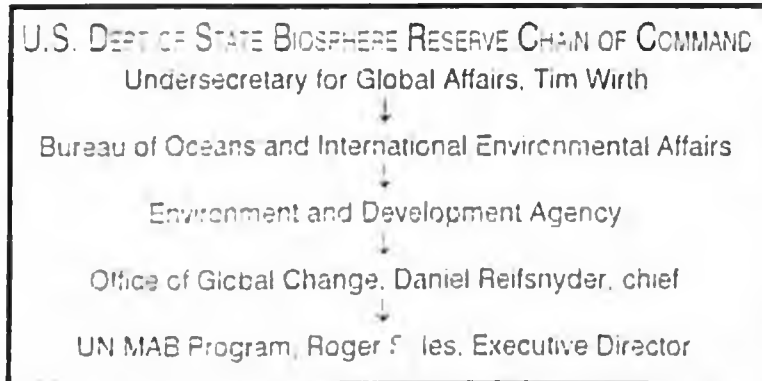 U.S. DEPT OF STATE BIOSPHERE RESERVE CHAIN OF COMMAND
Undersecretary for Global Affairs, Tim Wirth
Bureau of Oceans and International Environmental Affairs
Environment and Development Agency
Office of Global Change, Daniel Reifsnyder, chief
UN MAB Program, Roger Executive Director